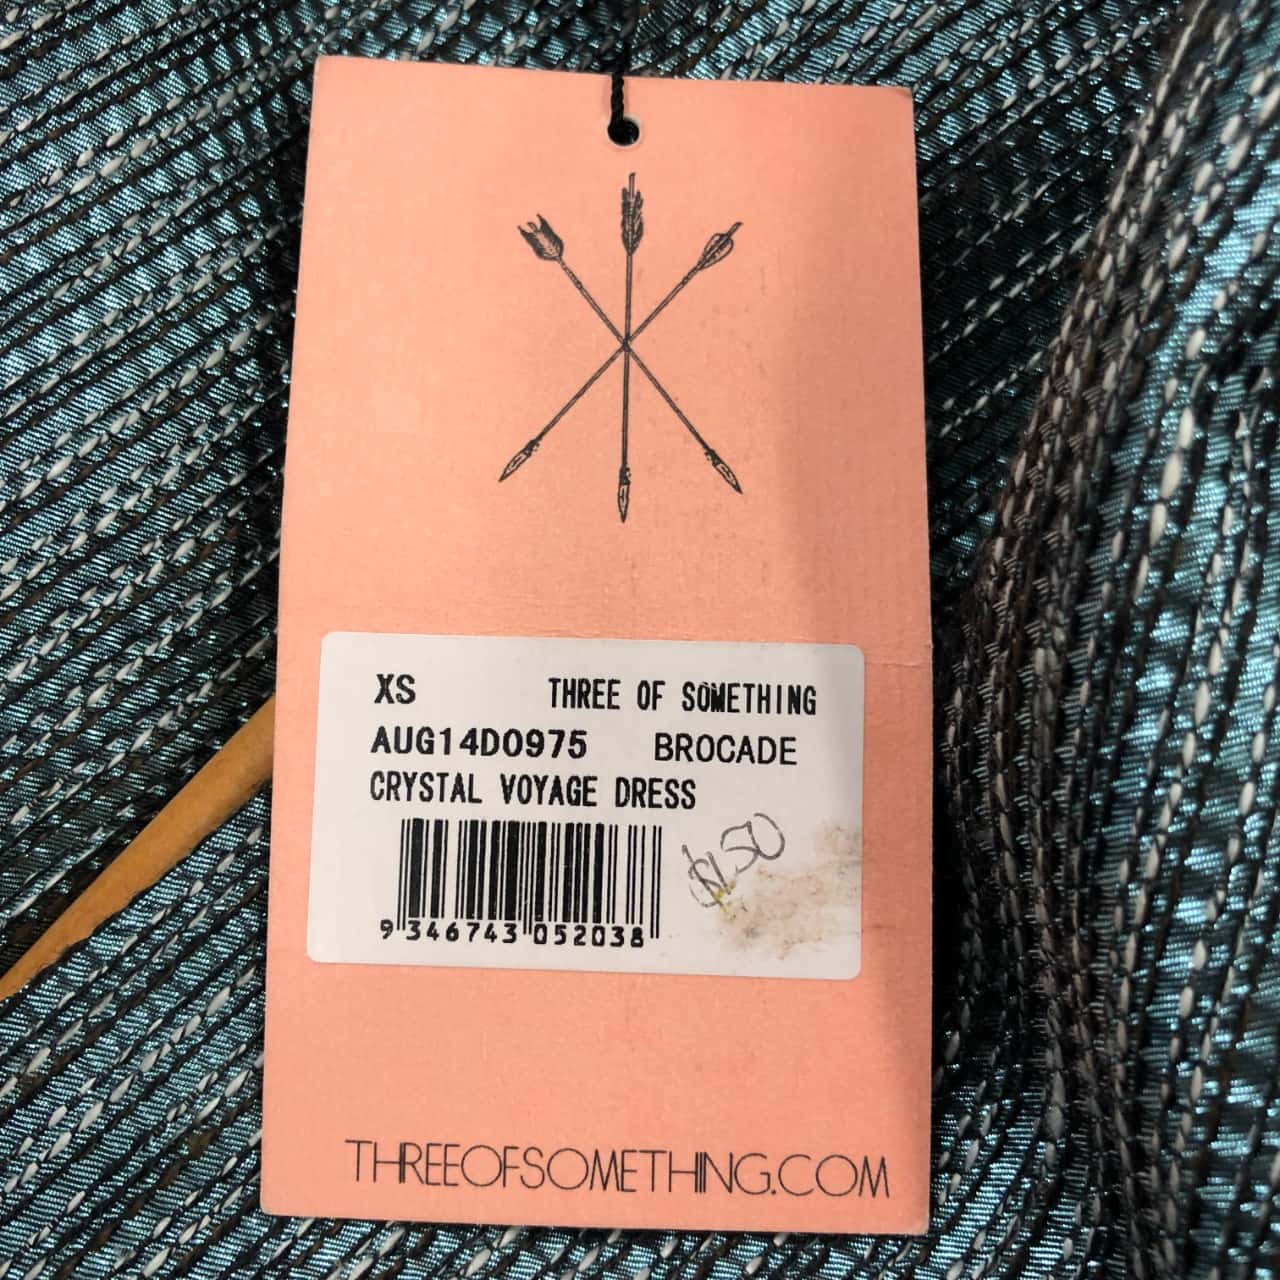 XS THREE OF SOMETHING
AUG14D0975 BROCADE
CRYSTAL VOYAGE DRESS
$150
9 346743 052038
THREEOFSOMETHING.COM